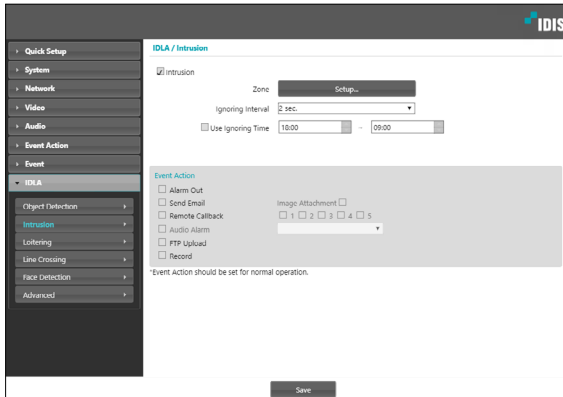 IDIS
Quick Setup
System
Network
Video
Audio
Event Action
Event
IDLA
Object Detection
Intrusion
Loitering
Line Crossing
Face Detection
Advanced
IDLA / Intrusion
Intrusion
Zone Setup...
Ignoring Interval 2 sec.
Use Ignoring Time 18:00 ~ 09:00
Event Action
Alarm Out
Send Email Image Attachment
Remote Callback 1 2 3 4 5
Audio Alarm
FTP Upload
Record
*Event Action should be set for normal operation.
Save